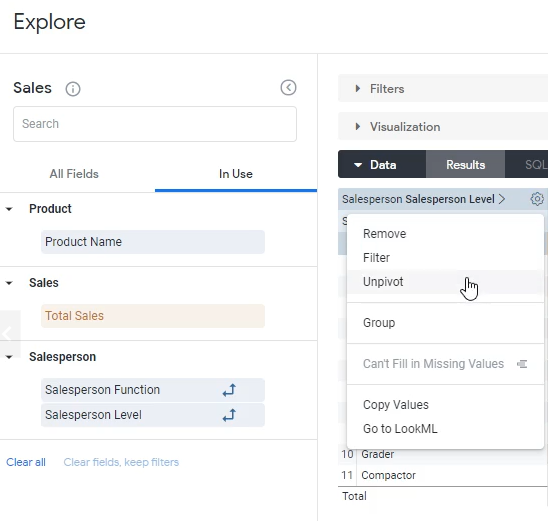 Explore
Sales
Search
All Fields
In Use
Product
Product Name
Sales
Total Sales
Salesperson
Salesperson Function
Salesperson Level
Clear all
Clear fields, keep filters
Filters
Visualization
Data
Results
SQL
Salesperson Salesperson Level
S
Remove
Filter
Unpivot
Group
Can't Fill in Missing Values
Copy Values
Go to LookML
10 Grader
11 Compactor
Total